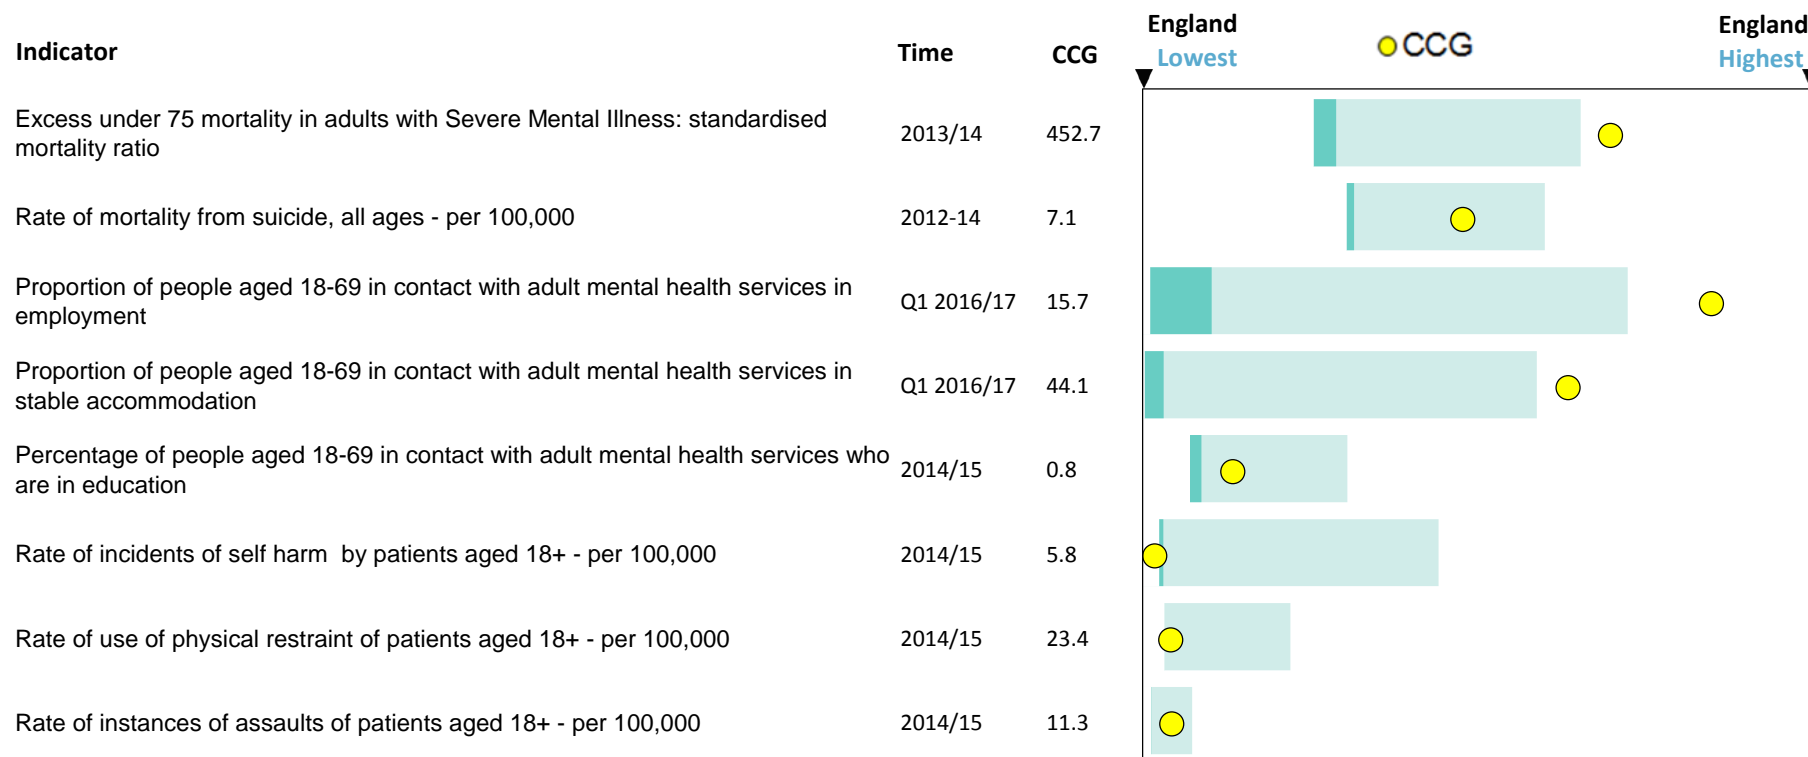 England England
Indicator Time CCG Lowest CCG Highest
Excess under 75 mortality in adults with Severe Mental Illness: standardised
mortality ratio 2013/14 452.7
Rate of mortality from suicide, all ages - per 100,000 2012-14 7.1
Proportion of people aged 18-69 in contact with adult mental health services in
employment Q1 2016/17 15.7
Proportion of people aged 18-69 in contact with adult mental health services in
stable accommodation Q1 2016/17 44.1
Percentage of people aged 18-69 in contact with adult mental health services who
are in education 2014/15 0.8
Rate of incidents of self harm  by patients aged 18+ - per 100,000 2014/15 5.8
Rate of use of physical restraint of patients aged 18+ - per 100,000 2014/15 23.4
Rate of instances of assaults of patients aged 18+ - per 100,000 2014/15 11.3